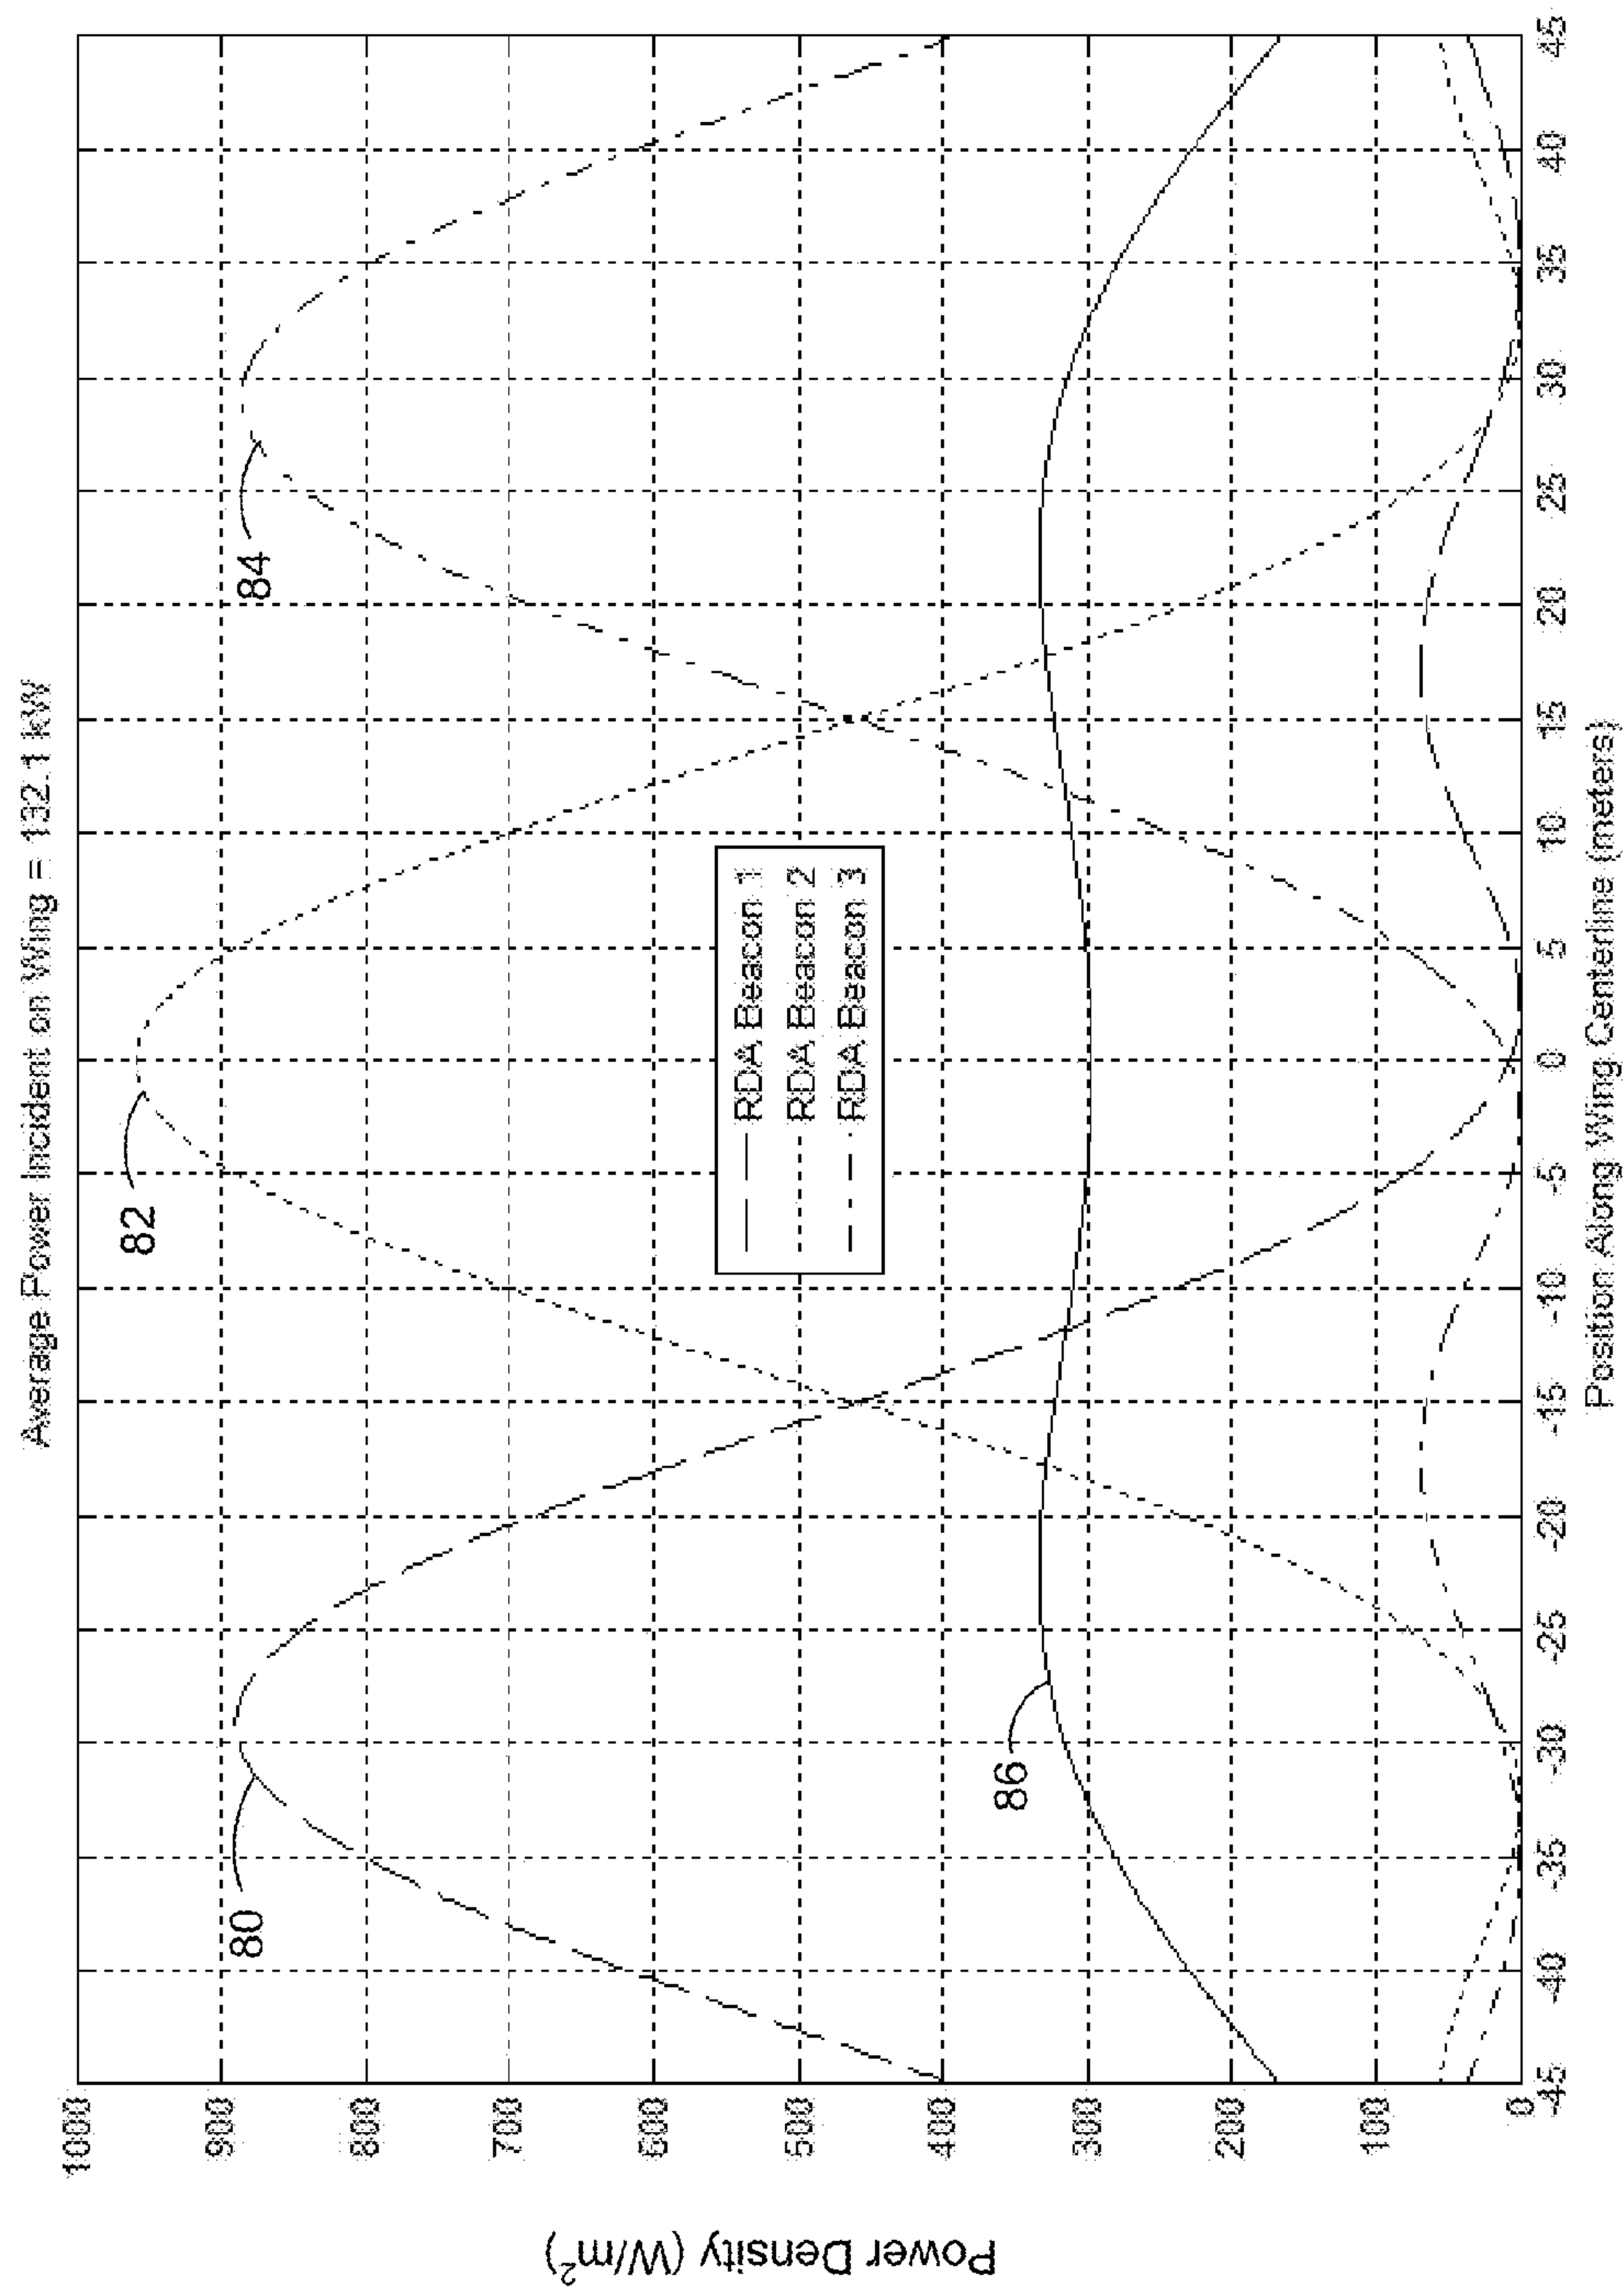 Average Power Incident on Wing = 132.1 kW
Power Density (W/m²)
1000
900
800
700
600
500
400
300
200
100
0
82
80
84
86
RDA Beacon 1
RDA Beacon 2
RDA Beacon 3
-45 -40 -35 -30 -25 -20 -15 -10 -5 0 5 10 15 20 25 30 35 40 45
Position Along Wing Centerline (meters)